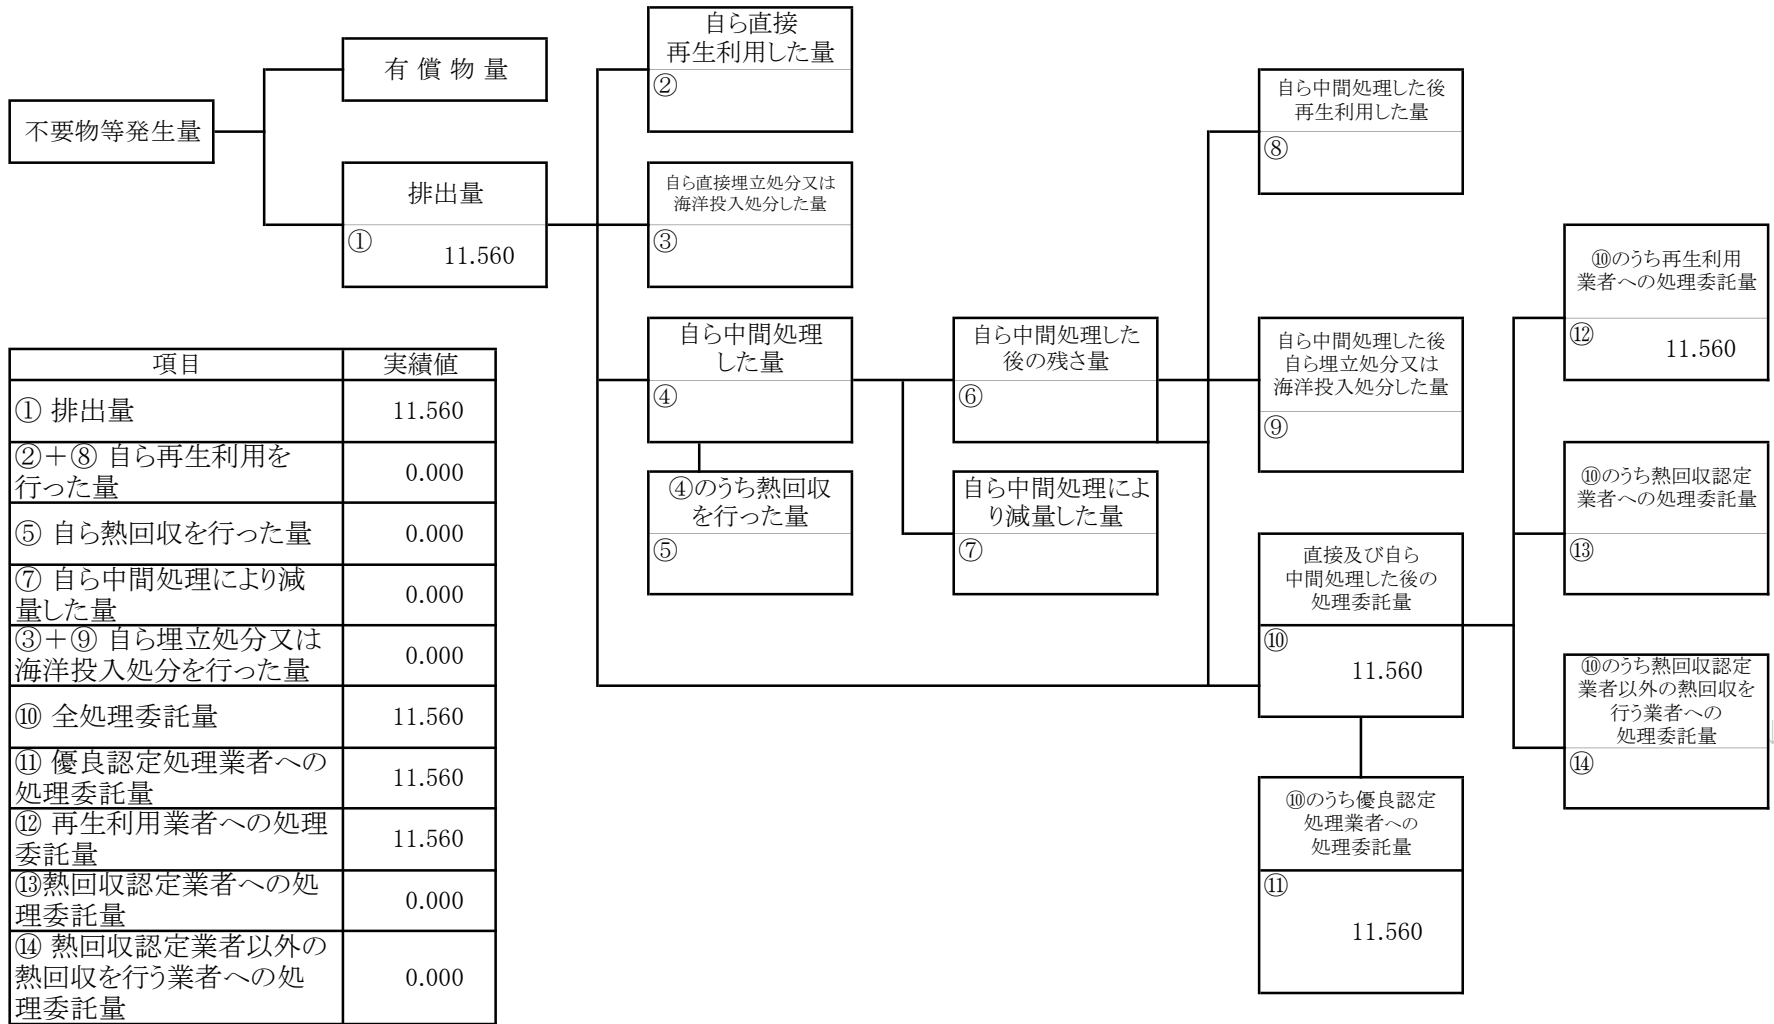 不要物等発生量
有 償 物 量
排出量
①
11.560
自ら直接
再生利用した量
②
自ら直接埋立処分又は
海洋投入処分した量
③
自ら中間処理
した量
④
④のうち熱回収
を行った量
⑤
自ら中間処理した
後の残さ量
⑥
自ら中間処理によ
り減量した量
⑦
自ら中間処理した後
再生利用した量
⑧
自ら中間処理した後
自ら埋立処分又は
海洋投入処分した量
⑨
直接及び自ら
中間処理した後の
処理委託量
⑩
11.560
⑩のうち優良認定
処理業者への
処理委託量
⑪
11.560
⑩のうち再生利用
業者への処理委託量
⑫
11.560
⑩のうち熱回収認定
業者への処理委託量
⑬
⑩のうち熱回収認定
業者以外の熱回収を
行う業者への
処理委託量
⑭
項目 実績値
① 排出量 11.560
②+⑧ 自ら再生利用を
行った量 0.000
⑤ 自ら熱回収を行った量 0.000
⑦ 自ら中間処理により減
量した量 0.000
③+⑨ 自ら埋立処分又は
海洋投入処分を行った量 0.000
⑩ 全処理委託量 11.560
⑪ 優良認定処理業者への
処理委託量 11.560
⑫ 再生利用業者への処理
委託量 11.560
⑬熱回収認定業者への処
理委託量 0.000
⑭ 熱回収認定業者以外の
熱回収を行う業者への処
理委託量 0.000